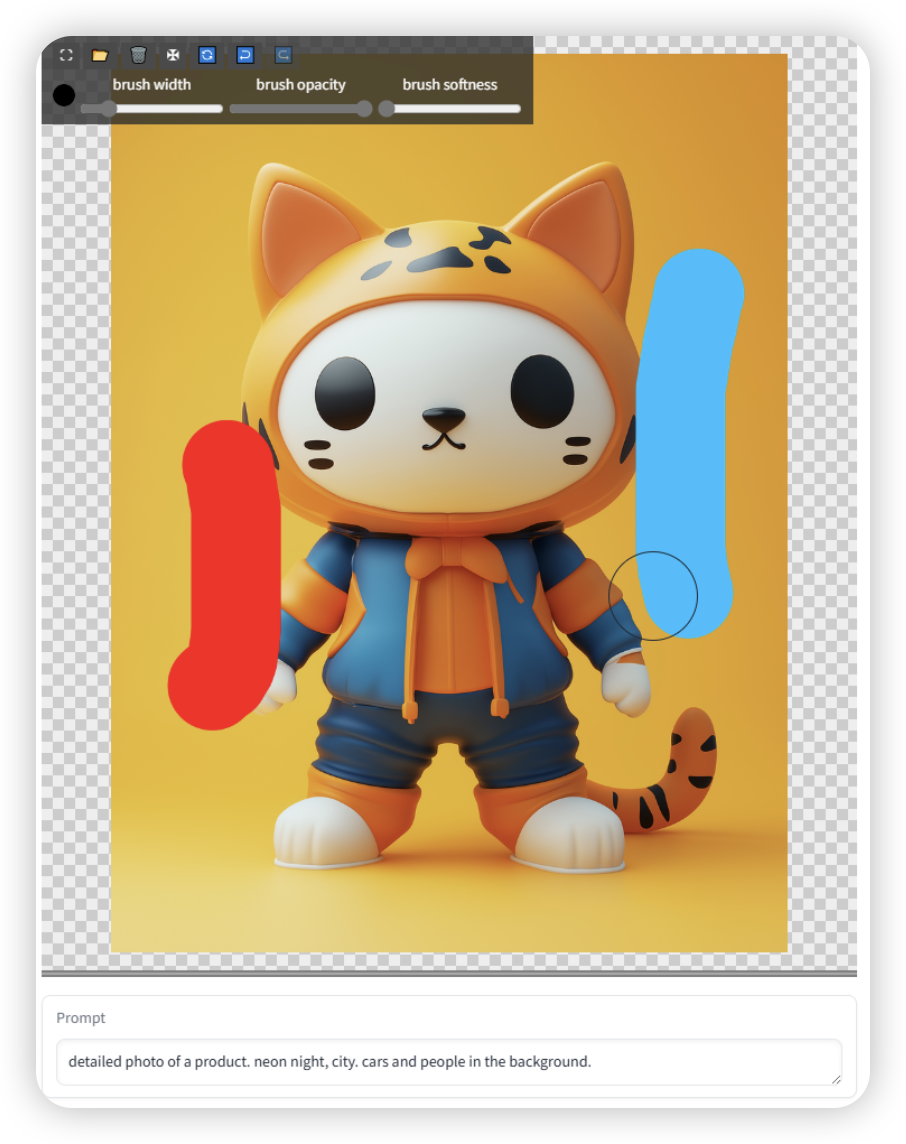 brush width brush opacity brush softness
Prompt
detailed photo of a product. neon night, city. cars and people in the background.